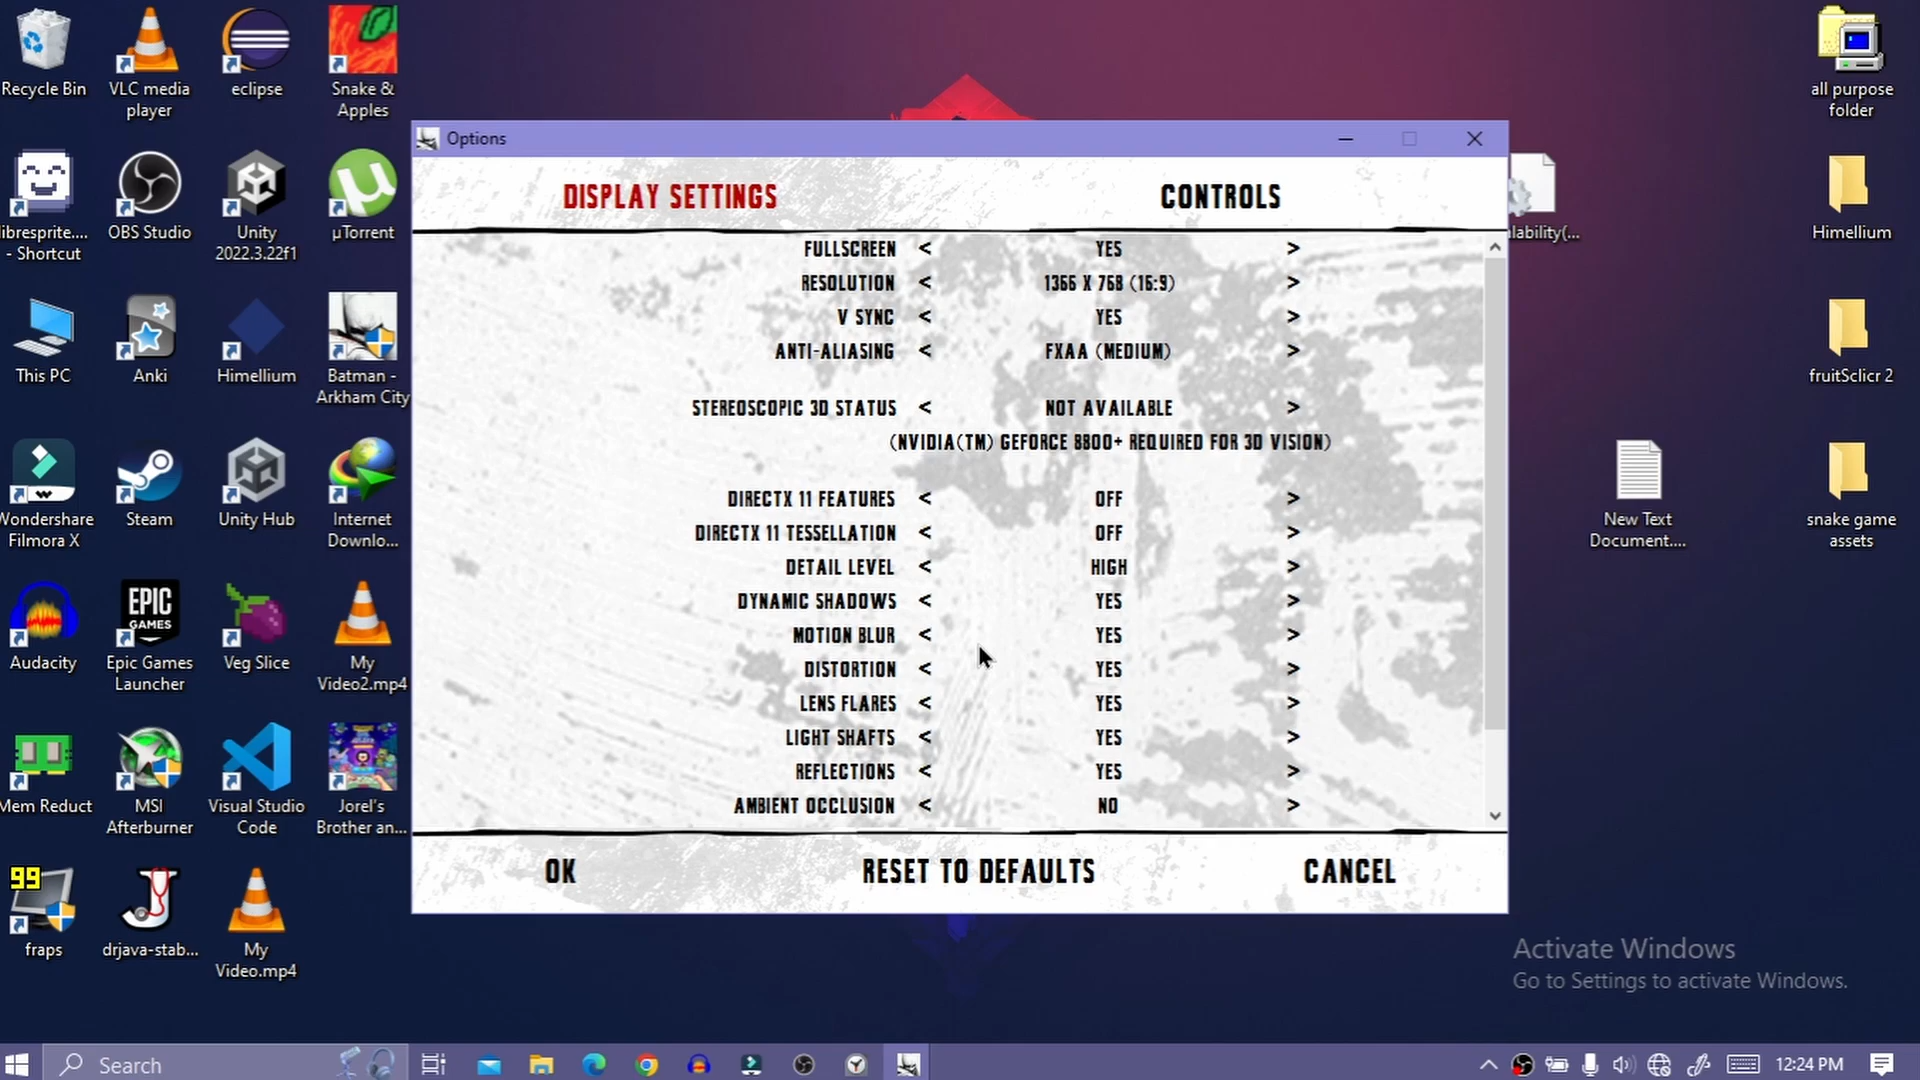 Recycle Bin
VLC media
player
eclipse
Snake &
Apples
libresprite....
- Shortcut
OBS Studio
Unity
2022.3.22f1
µTorrent
This PC
Anki
Himellium
Batman -
Arkham City
Wondershare
Filmora X
Steam
Unity Hub
Internet
Downlo...
Audacity
EPIC
GAMES
Epic Games
Launcher
Veg Slice
My
Video2.mp4
Mem Reduct
MSI
Afterburner
Visual Studio
Code
Jorel's
Brother an...
99
fraps
drjava-stab...
My
Video.mp4
Options
DISPLAY SETTINGS
CONTROLS
FULLSCREEN < YES >
RESOLUTION < 1366 X 768 (16:9) >
V SYNC < YES >
ANTI-ALIASING < FXAA (MEDIUM) >
STEREOSCOPIC 3D STATUS < NOT AVAILABLE >
(NVIDIA(TM) GEFORCE 8800+ REQUIRED FOR 3D VISION)
DIRECTX 11 FEATURES < OFF >
DIRECTX 11 TESSELLATION < OFF >
DETAIL LEVEL < HIGH >
DYNAMIC SHADOWS < YES >
MOTION BLUR < YES >
DISTORTION < YES >
LENS FLARES < YES >
LIGHT SHAFTS < YES >
REFLECTIONS < YES >
AMBIENT OCCLUSION < NO >
OK
RESET TO DEFAULTS
CANCEL
lability(...
New Text
Document....
all purpose
folder
Himellium
fruitSclicr 2
snake game
assets
Activate Windows
Go to Settings to activate Windows.
Search
12:24 PM